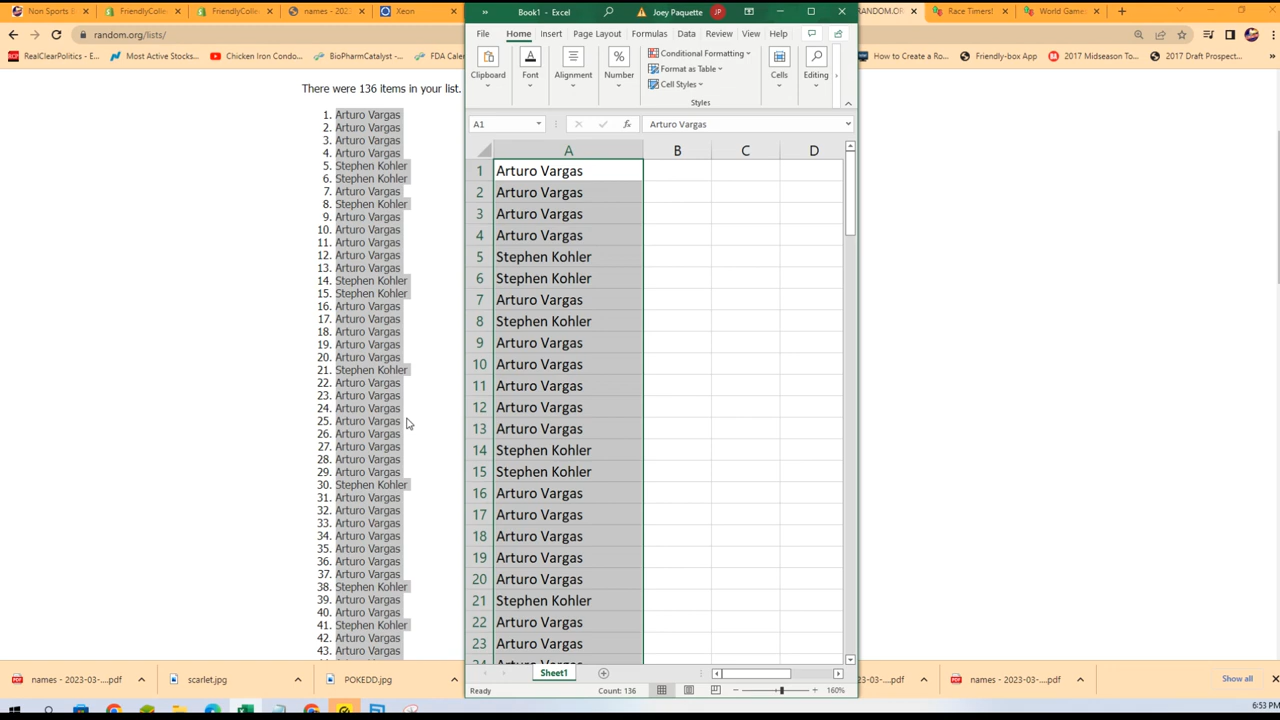 Non Sports B
FriendlyColle
FriendlyColle
names - 2023
Xeon
Book1 - Excel
Joey Paquette
JP
RANDOM.OR
Race Timers!
World Game
random.org/lists/
RealClearPolitics -
Most Active Stocks...
Chicken Iron Condo...
BioPharmCatalyst -...
FDA Calen
How to Create a Ro...
Friendly-box App
2017 Midseason To...
2017 Draft Prospect...
File
Home
Insert
Page Layout
Formulas
Data
Review
View
Help
Clipboard
Font
Alignment
Number
Conditional Formatting
Format as Table
Cell Styles
Styles
Cells
Editing
A1
fx
Arturo Vargas
There were 136 items in your list.
1. Arturo Vargas
2. Arturo Vargas
3. Arturo Vargas
4. Arturo Vargas
5. Stephen Kohler
6. Stephen Kohler
7. Arturo Vargas
8. Stephen Kohler
9. Arturo Vargas
10. Arturo Vargas
11. Arturo Vargas
12. Arturo Vargas
13. Arturo Vargas
14. Stephen Kohler
15. Stephen Kohler
16. Arturo Vargas
17. Arturo Vargas
18. Arturo Vargas
19. Arturo Vargas
20. Arturo Vargas
21. Stephen Kohler
22. Arturo Vargas
23. Arturo Vargas
24. Arturo Vargas
25. Arturo Vargas
26. Arturo Vargas
27. Arturo Vargas
28. Arturo Vargas
29. Arturo Vargas
30. Stephen Kohler
31. Arturo Vargas
32. Arturo Vargas
33. Arturo Vargas
34. Arturo Vargas
35. Arturo Vargas
36. Arturo Vargas
37. Arturo Vargas
38. Stephen Kohler
39. Arturo Vargas
40. Arturo Vargas
41. Stephen Kohler
42. Arturo Vargas
43. Arturo Vargas
A B C D
1 Arturo Vargas
2 Arturo Vargas
3 Arturo Vargas
4 Arturo Vargas
5 Stephen Kohler
6 Stephen Kohler
7 Arturo Vargas
8 Stephen Kohler
9 Arturo Vargas
10 Arturo Vargas
11 Arturo Vargas
12 Arturo Vargas
13 Arturo Vargas
14 Stephen Kohler
15 Stephen Kohler
16 Arturo Vargas
17 Arturo Vargas
18 Arturo Vargas
19 Arturo Vargas
20 Arturo Vargas
21 Stephen Kohler
22 Arturo Vargas
23 Arturo Vargas
Sheet1
Ready
Count: 136
160%
names - 2023-03-....pdf
scarlet.jpg
POKEDD.jpg
-03-....pdf
names - 2023-03-....pdf
Show all
6:53 PM